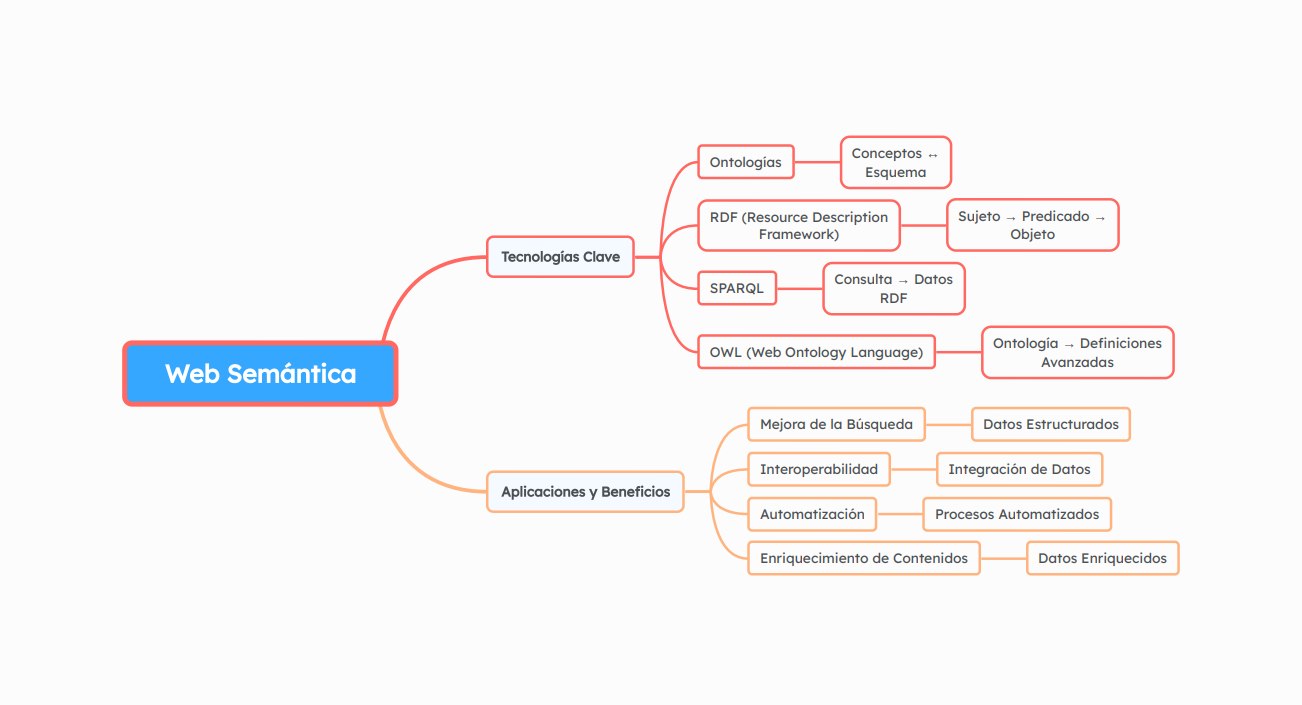 Web Semántica
Tecnologías Clave
Ontologías
Conceptos ↔
Esquema
RDF (Resource Description
Framework)
Sujeto → Predicado →
Objeto
SPARQL
Consulta → Datos
RDF
OWL (Web Ontology Language)
Ontología → Definiciones
Avanzadas
Aplicaciones y Beneficios
Mejora de la Búsqueda
Datos Estructurados
Interoperabilidad
Integración de Datos
Automatización
Procesos Automatizados
Enriquecimiento de Contenidos
Datos Enriquecidos